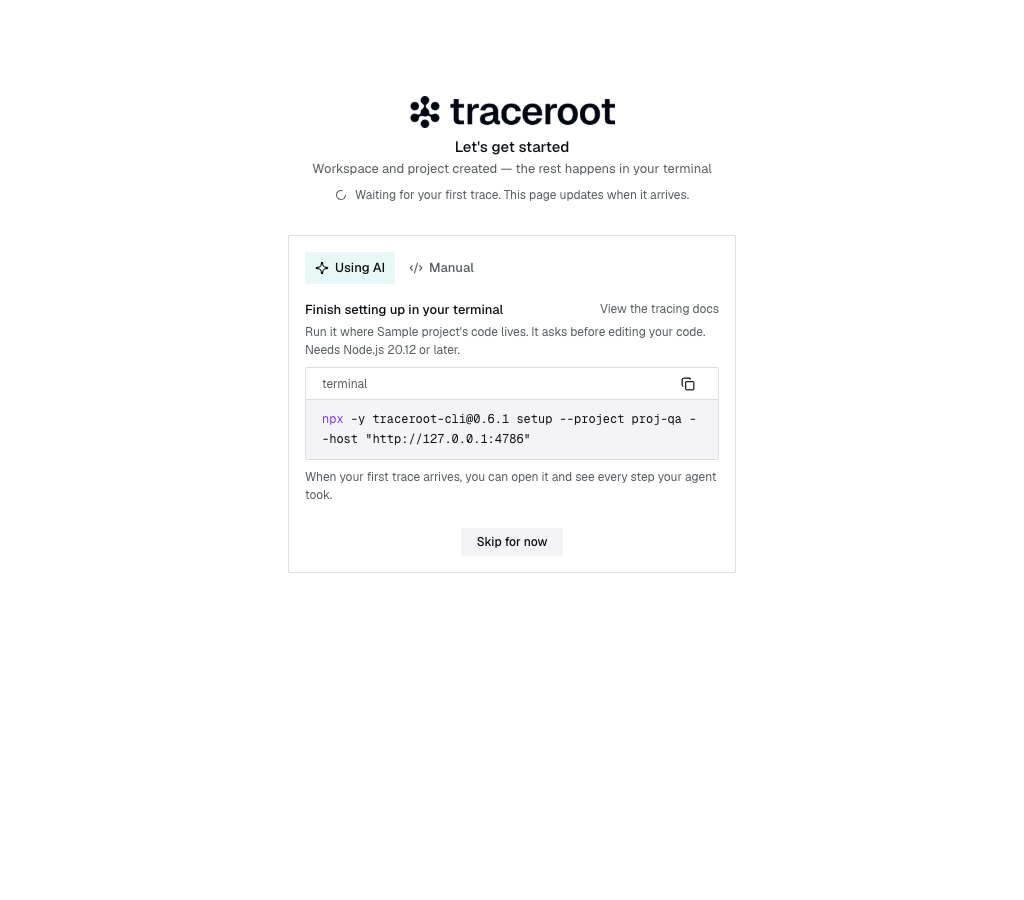 traceroot
Let's get started
Workspace and project created — the rest happens in your terminal
Waiting for your first trace. This page updates when it arrives.
Using AI
Manual
Finish setting up in your terminal
View the tracing docs
Run it where Sample project's code lives. It asks before editing your code.
Needs Node.js 20.12 or later.
terminal
npx -y traceroot-cli@0.6.1 setup --project proj-qa -
-host "http://127.0.0.1:4786"
When your first trace arrives, you can open it and see every step your agent
took.
Skip for now